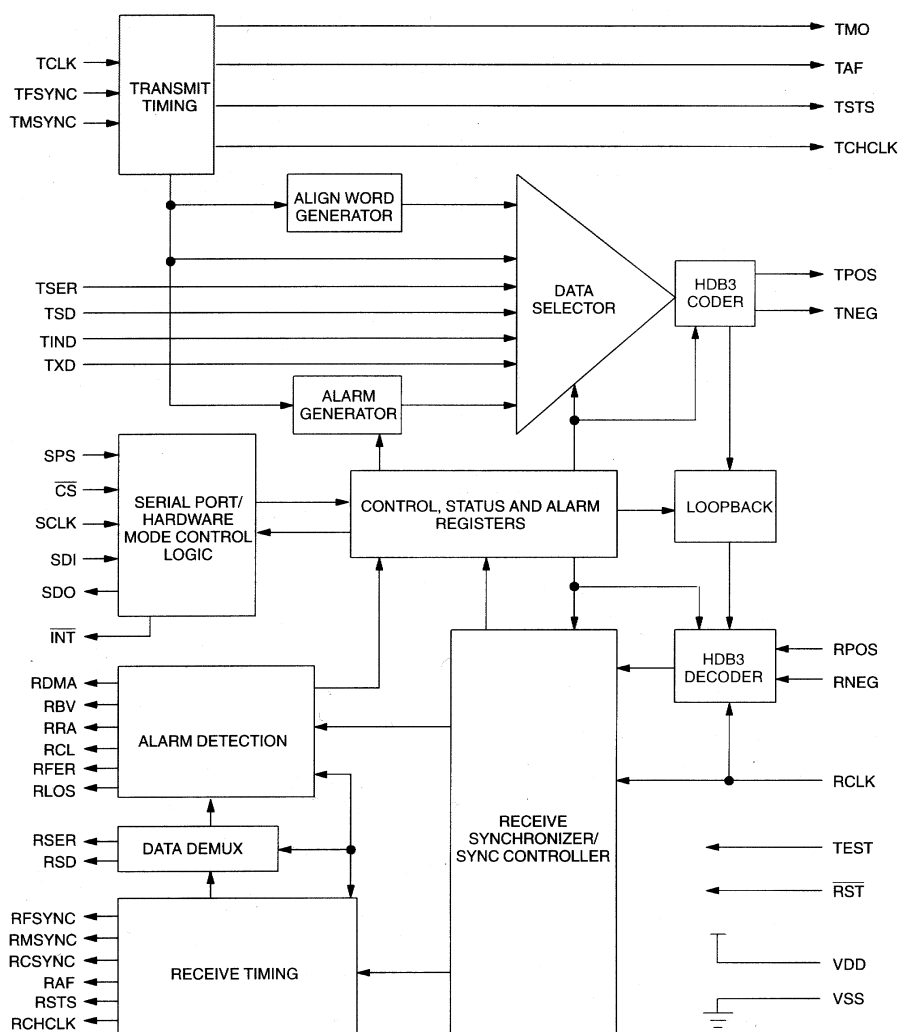 TMO
TCLK
TAF
TRANSMIT
TIMING
TFSYNC
TSTS
TMSYNC
TCHCLK
ALIGN WORD
GENERATOR
TPOS
HDB3
CODER
TSER
DATA
SELECTOR
TNEG
TSD
TIND
TXD
ALARM
GENERATOR
SPS
CS
SCLK
SDI
SDO
INT
SERIAL PORT/
HARDWARE
MODE CONTROL
LOGIC
CONTROL, STATUS AND ALARM
REGISTERS
LOOPBACK
RPOS
HDB3
DECODER
RNEG
RDMA
RBV
RRA
RCL
RFER
RLOS
ALARM DETECTION
RCLK
RECEIVE
SYNCHRONIZER/
SYNC CONTROLLER
RSER
RSD
DATA DEMUX
TEST
RST
RFSYNC
RMSYNC
RCSYNC
RAF
RSTS
RCHCLK
RECEIVE TIMING
VDD
VSS